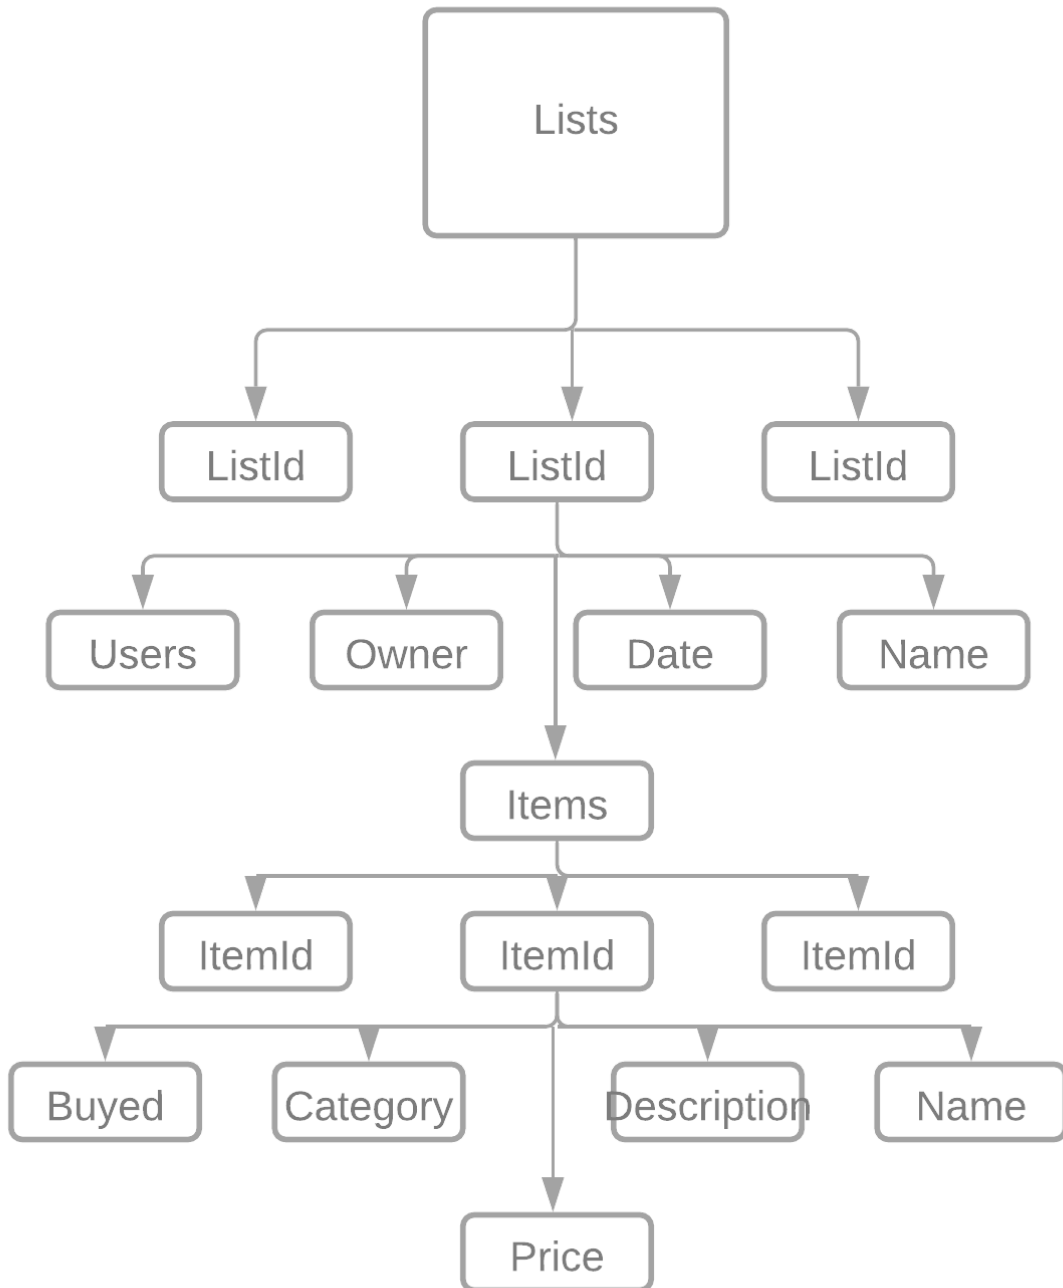 Lists
ListId
ListId
ListId
Users
Owner
Date
Name
Items
ItemId
ItemId
ItemId
Buyed
Category
Description
Name
Price